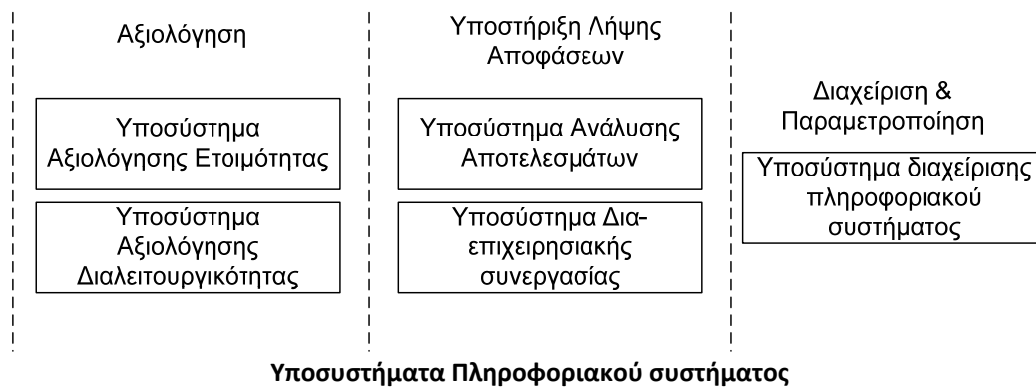 Αξιολόγηση
Υποσύστημα
Αξιολόγησης Ετοιμότητας
Υποσύστημα
Αξιολόγησης
Διαλειτουργικότητας
Υποστήριξη Λήψης
Αποφάσεων
Υποσύστημα Ανάλυσης
Αποτελεσμάτων
Υποσύστημα Δια-
επιχειρησιακής
συνεργασίας
Διαχείριση &
Παραμετροποίηση
Υποσύστημα διαχείρισης
πληροφοριακού
συστήματος
Υποσυστήματα Πληροφοριακού συστήματος